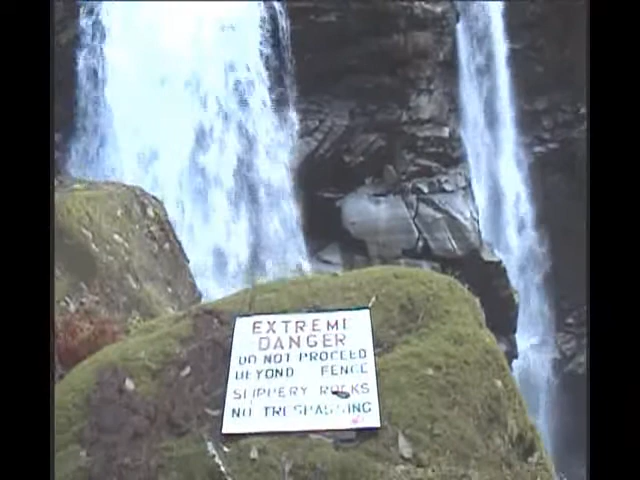 EXTREME
DANGER
DO NOT PROCEED
BEYOND FENCE
SLIPPERY ROCKS
NO TRESPASSING